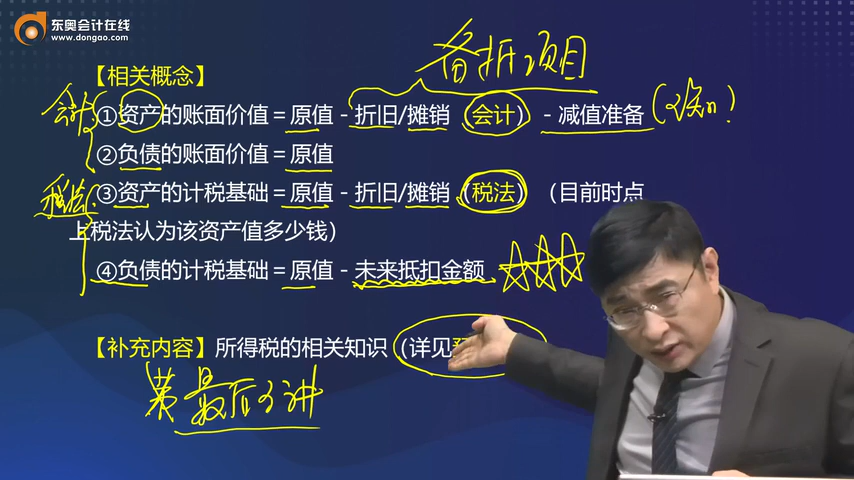 东奥会计在线
www.dongao.com
备折项目
【相关概念】
会计
①资产的账面价值＝原值－折旧/摊销（会计）－减值准备
②负债的账面价值＝原值
税法
③资产的计税基础＝原值－折旧/摊销（税法）（目前时点
上税法认为该资产值多少钱）
④负债的计税基础＝原值－未来抵扣金额
【补充内容】所得税的相关知识（详见
最后1讲